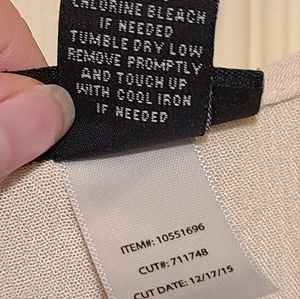 CHLORINE BLEACH
IF NEEDED
TUMBLE DRY LOW
REMOVE PROMPTLY
AND TOUCH UP
WITH COOL IRON
IF NEEDED
ITEM#: 10551696
CUT#: 711748
CUT DATE: 12/17/15